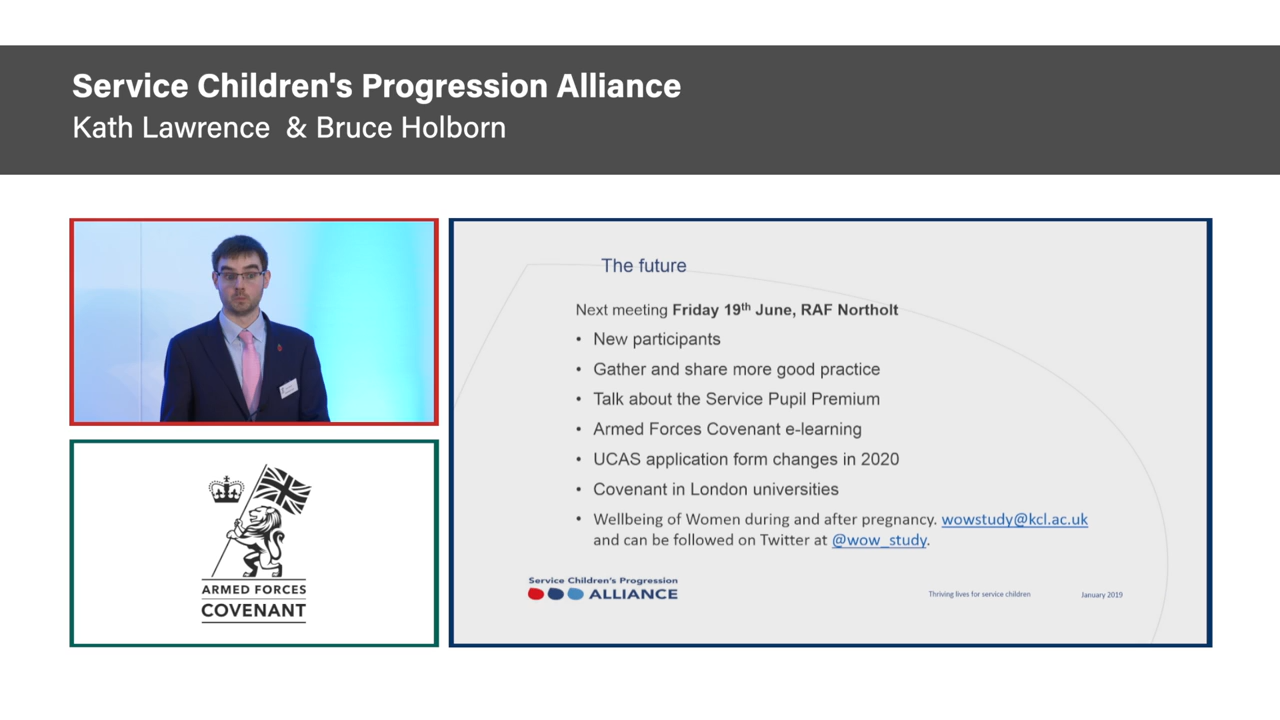 Service Children's Progression Alliance
Kath Lawrence & Bruce Holborn
The future
Next meeting Friday 19th June, RAF Northolt
• New participants
• Gather and share more good practice
• Talk about the Service Pupil Premium
• Armed Forces Covenant e-learning
• UCAS application form changes in 2020
• Covenant in London universities
• Wellbeing of Women during and after pregnancy. wowstudy@kcl.ac.uk
and can be followed on Twitter at @wow_study.
Service Children's Progression
ALLIANCE
Thriving lives for service children
January 2019
ARMED FORCES
COVENANT